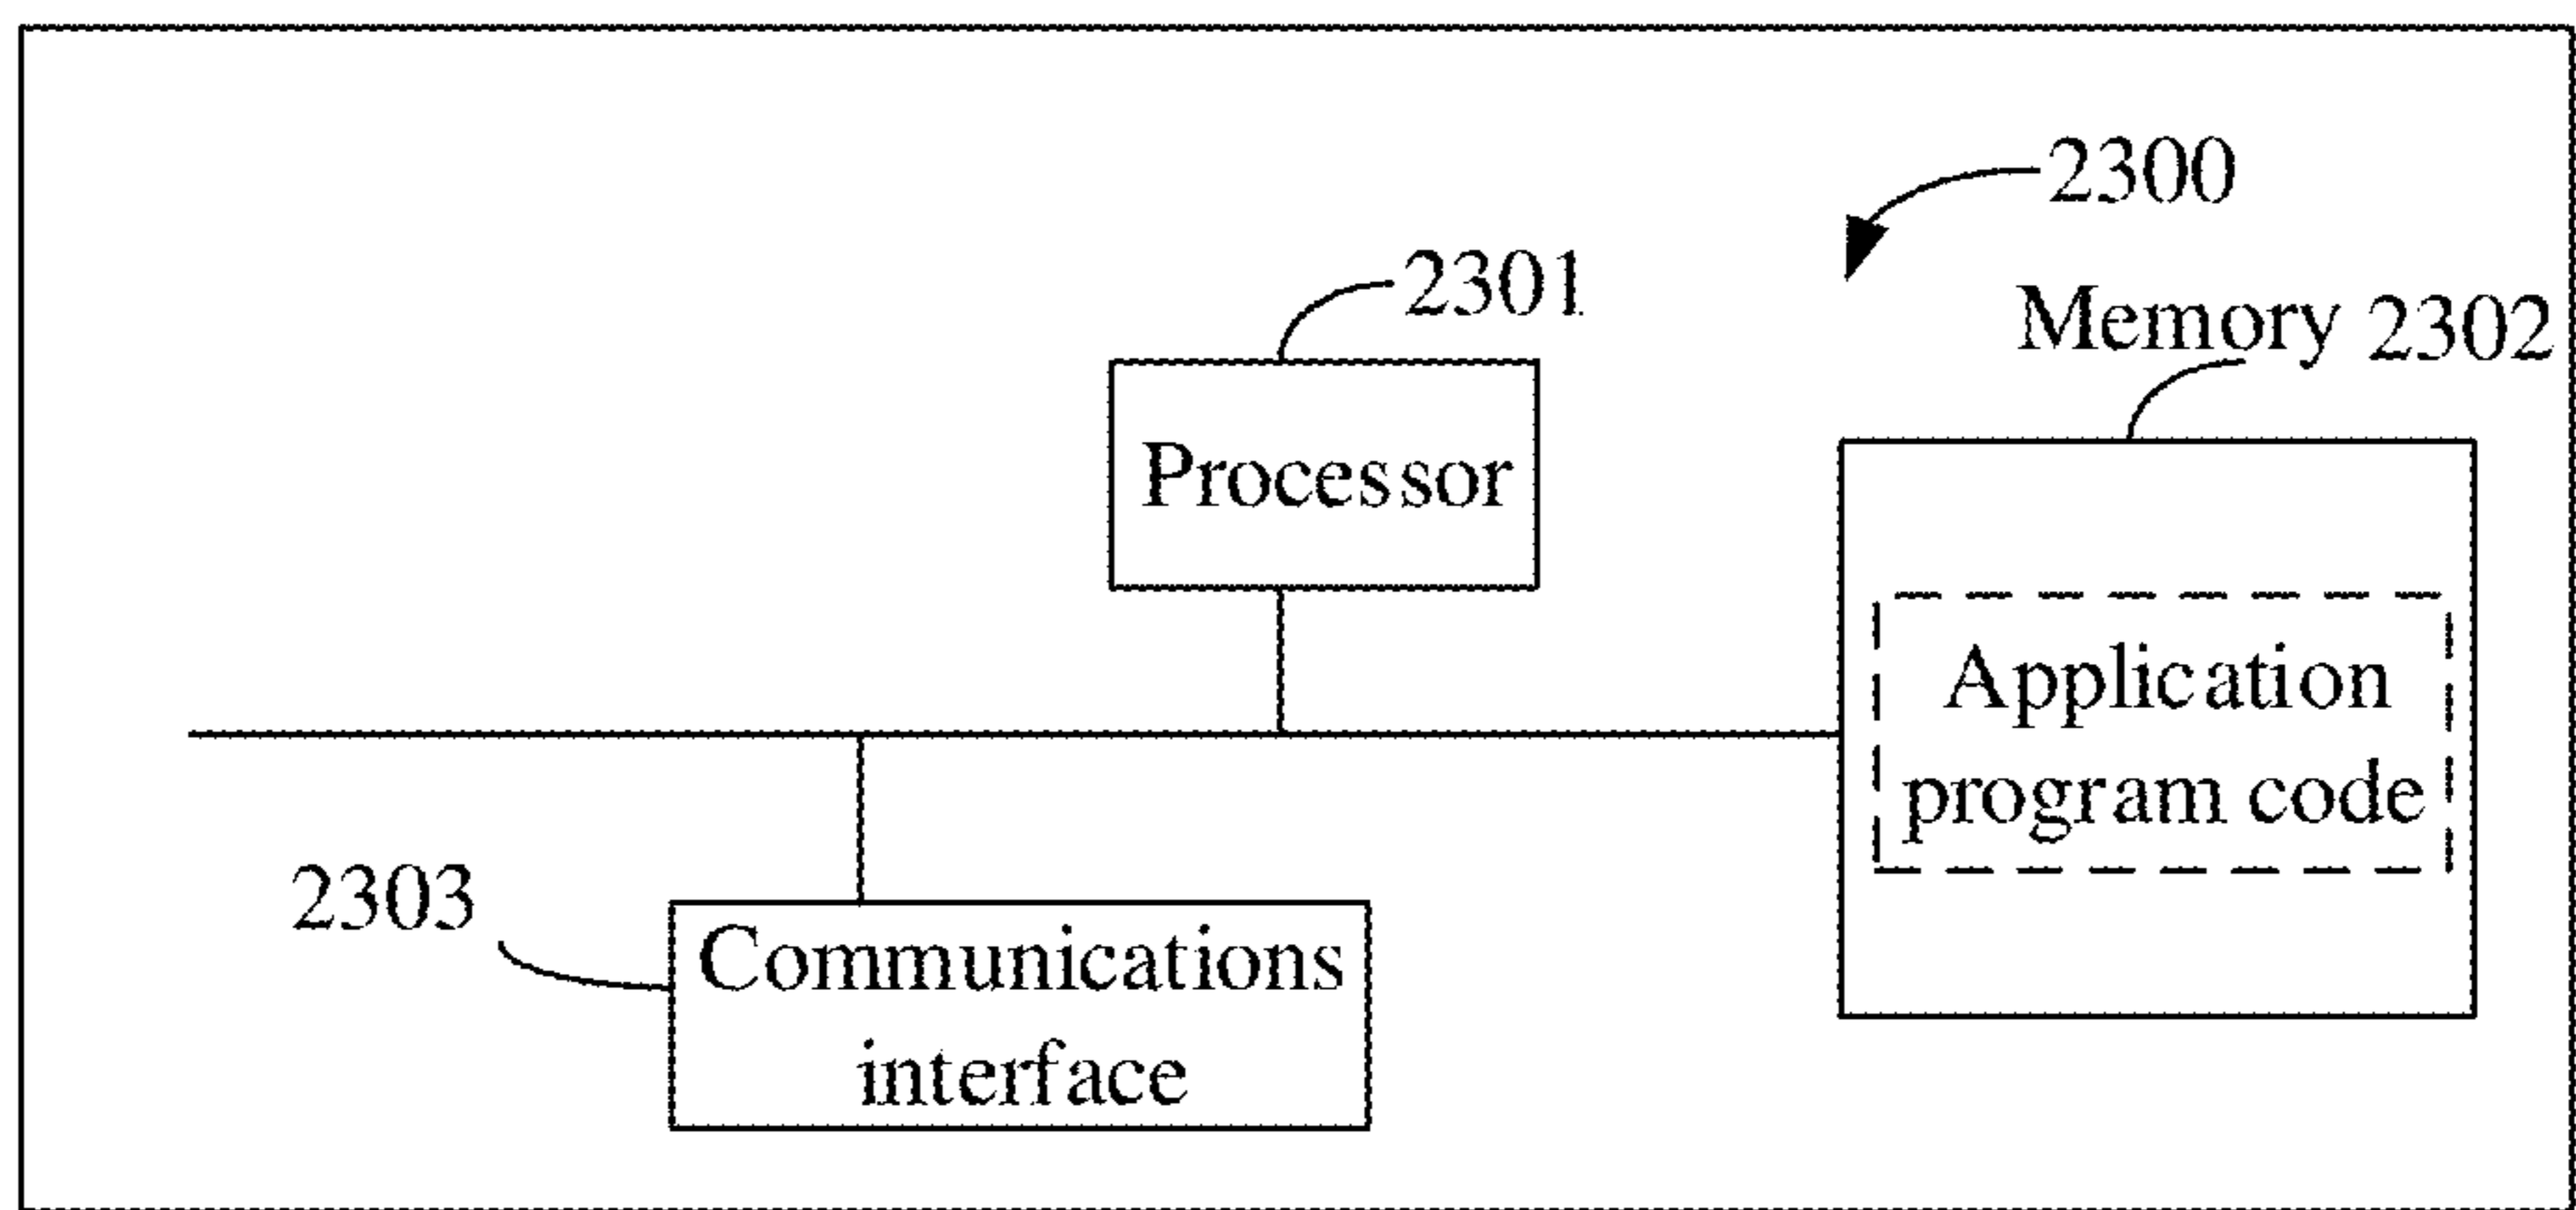 2300
2301
Memory 2302
Processor
Application
program code
2303
Communications
interface